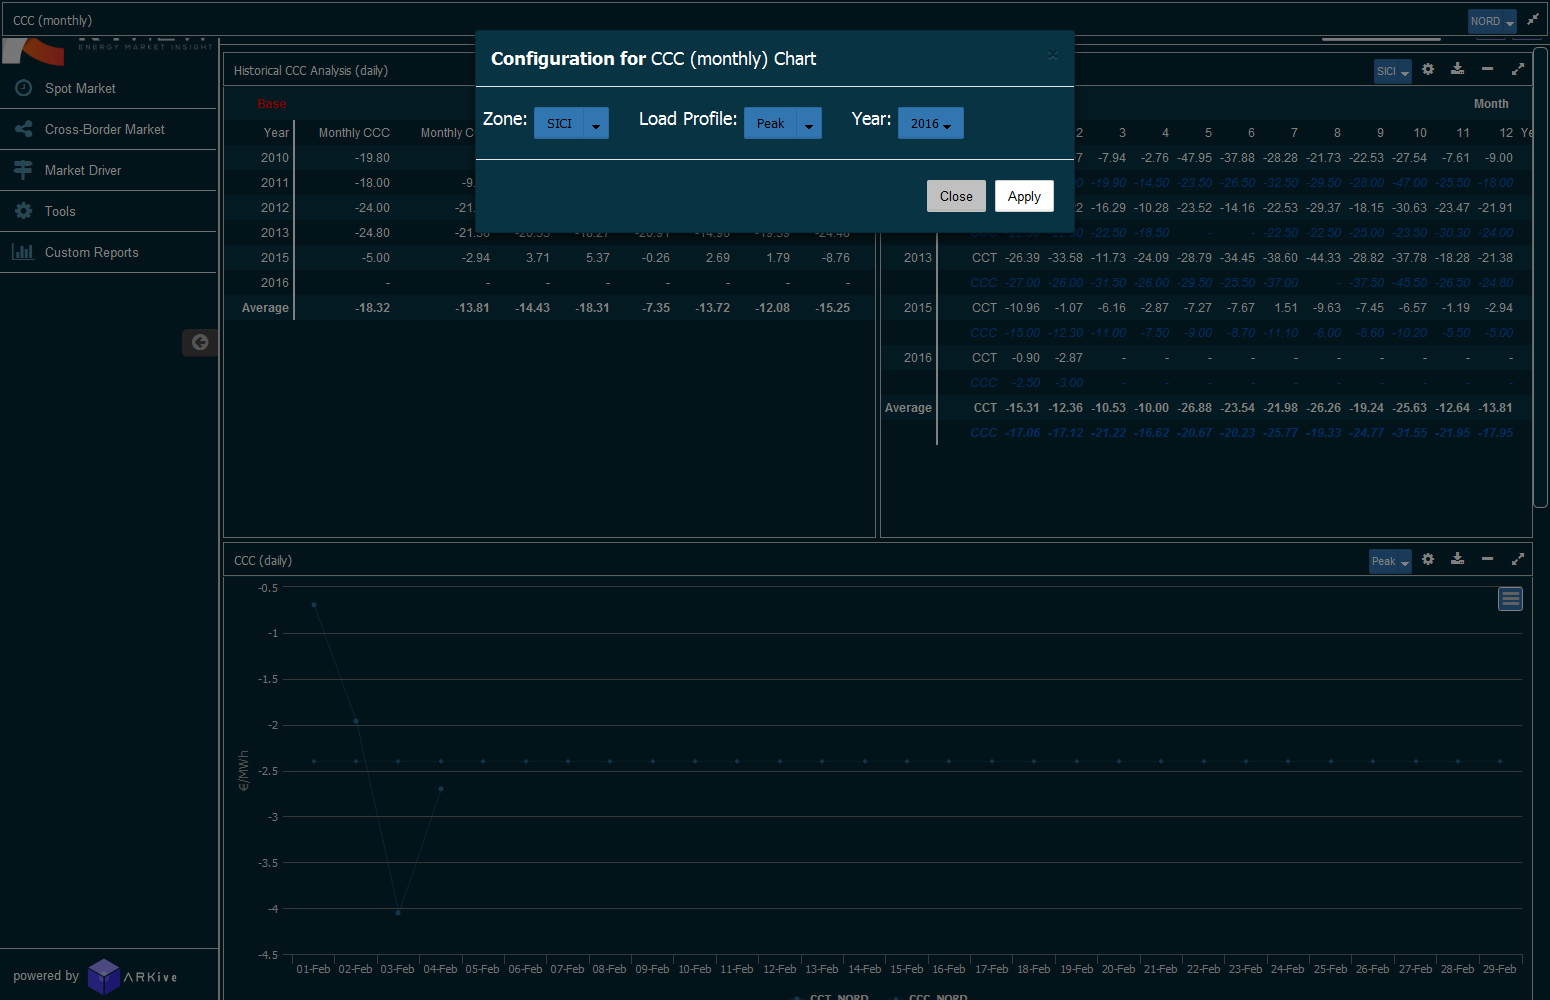 CCC (monthly) NORD
ENERGY MARKET INSIGHT
Configuration for CCC (monthly) Chart ×
Zone: SICI Load Profile: Peak Year: 2016
Close Apply
Spot Market
Cross-Border Market
Market Driver
Tools
Custom Reports
powered by ARKive
Historical CCC Analysis (daily)
Base
Year Monthly CCC Monthly C
2010 -19.80
2011 -18.00 -9.
2012 -24.00 -21.
2013 -24.80
2015 -5.00 -2.94 3.71 5.37 -0.26 2.69 1.79 -8.76
2016 - - - - - - - -
Average -18.32 -13.81 -14.43 -18.31 -7.35 -13.72 -12.08 -15.25
SICI
Month
2 3 4 5 6 7 8 9 10 11 12 Ye
7 -7.94 -2.76 -47.95 -37.88 -28.28 -21.73 -22.53 -27.54 -7.61 -9.00
0 -19.90 -14.50 -23.50 -26.50 -32.50 -29.50 -28.00 -47.00 -25.50 -18.00
2 -16.29 -10.28 -23.52 -14.16 -22.53 -29.37 -18.15 -30.63 -23.47 -21.91
CCC -22.50 -18.50 - - -22.50 -22.50 -25.00 -23.50 -30.30 -24.00
2013 CCT -26.39 -33.58 -11.73 -24.09 -28.79 -34.45 -38.60 -44.33 -28.82 -37.78 -18.28 -21.38
CCC -27.00 -26.00 -31.50 -26.00 -29.50 -25.50 -37.00 - -37.50 -45.50 -26.50 -24.80
2015 CCT -10.96 -1.07 -6.16 -2.87 -7.27 -7.67 1.51 -9.63 -7.45 -6.57 -1.19 -2.94
CCC -15.00 -12.30 -11.00 -7.50 -9.00 -8.70 -11.10 -6.00 -8.60 -10.20 -5.50 -5.00
2016 CCT -0.90 -2.87 - - - - - - - - - -
CCC -2.50 -3.00 - - - - - - - - - -
Average CCT -15.31 -12.36 -10.53 -10.00 -26.88 -23.54 -21.98 -26.26 -19.24 -25.63 -12.64 -13.81
CCC -17.06 -17.12 -21.22 -16.62 -20.67 -20.23 -25.77 -19.33 -24.77 -31.55 -21.95 -17.95
CCC (daily) Peak
€/MWh
-0.5
-1
-1.5
-2
-2.5
-3
-3.5
-4
-4.5
01-Feb 02-Feb 03-Feb 04-Feb 05-Feb 06-Feb 07-Feb 08-Feb 09-Feb 10-Feb 11-Feb 12-Feb 13-Feb 14-Feb 15-Feb 16-Feb 17-Feb 18-Feb 19-Feb 20-Feb 21-Feb 22-Feb 23-Feb 24-Feb 25-Feb 26-Feb 27-Feb 28-Feb 29-Feb
CCT NORD CCC NORD